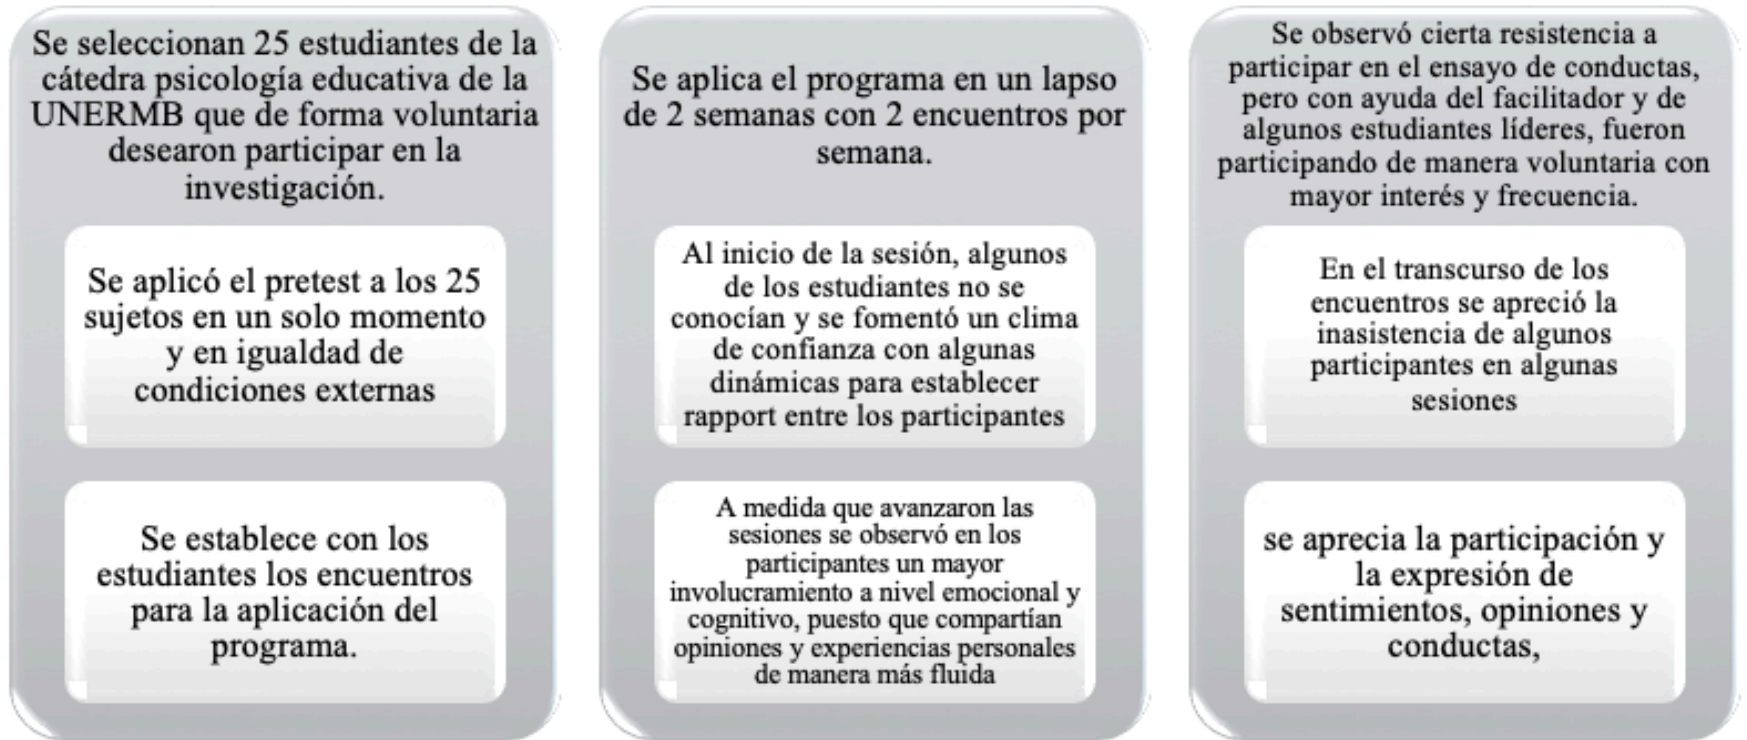 Se seleccionan 25 estudiantes de la
cátedra psicología educativa de la
UNERMB que de forma voluntaria
desearon participar en la
investigación.
Se aplicó el pretest a los 25
sujetos en un solo momento
y en igualdad de
condiciones externas
Se establece con los
estudiantes los encuentros
para la aplicación del
programa.
Se aplica el programa en un lapso
de 2 semanas con 2 encuentros por
semana.
Al inicio de la sesión, algunos
de los estudiantes no se
conocían y se fomentó un clima
de confianza con algunas
dinámicas para establecer
rapport entre los participantes
A medida que avanzaron las
sesiones se observó en los
participantes un mayor
involucramiento a nivel emocional y
cognitivo, puesto que compartían
opiniones y experiencias personales
de manera más fluida
Se observó cierta resistencia a
participar en el ensayo de conductas,
pero con ayuda del facilitador y de
algunos estudiantes líderes, fueron
participando de manera voluntaria con
mayor interés y frecuencia.
En el transcurso de los
encuentros se apreció la
inasistencia de algunos
participantes en algunas
sesiones
se aprecia la participación y
la expresión de
sentimientos, opiniones y
conductas,